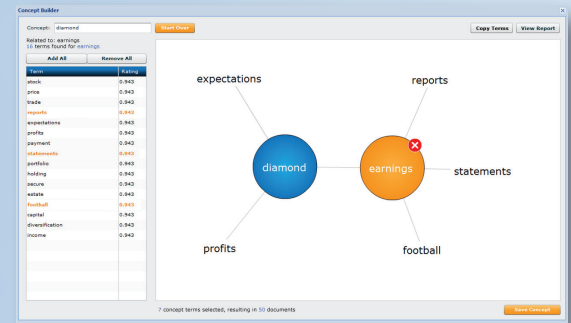 Concept Builder
Concept: diamond
Start Over
Copy Terms
View Report
Related to: earnings
16 terms found for earnings
Add All
Remove All
Term Rating
stock 0.943
price 0.943
trade 0.943
reports 0.943
expectations 0.943
profits 0.943
payment 0.943
statements 0.943
portfolio 0.943
holding 0.943
secure 0.943
estate 0.943
football 0.943
capital 0.943
diversification 0.943
income 0.943
expectations
reports
diamond
earnings
statements
profits
football
7 concept terms selected, resulting in 50 documents
Save Concept